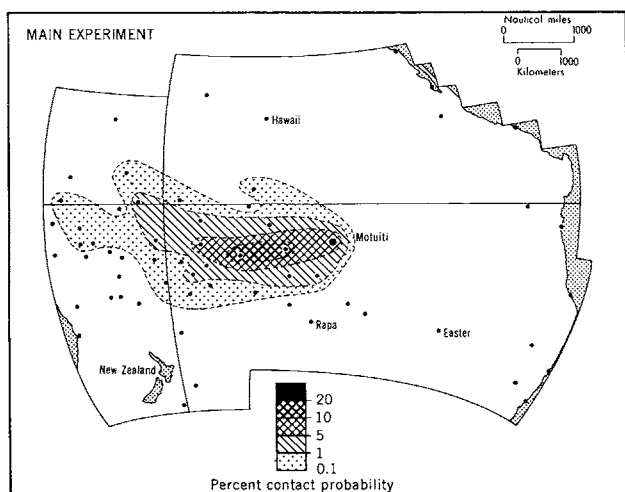 MAIN EXPERIMENT
Nautical miles
0 1000
0 1000
Kilometers
Hawaii
Motuiti
Rapa
Easter
New Zealand
20
10
5
1
0.1
Percent contact probability